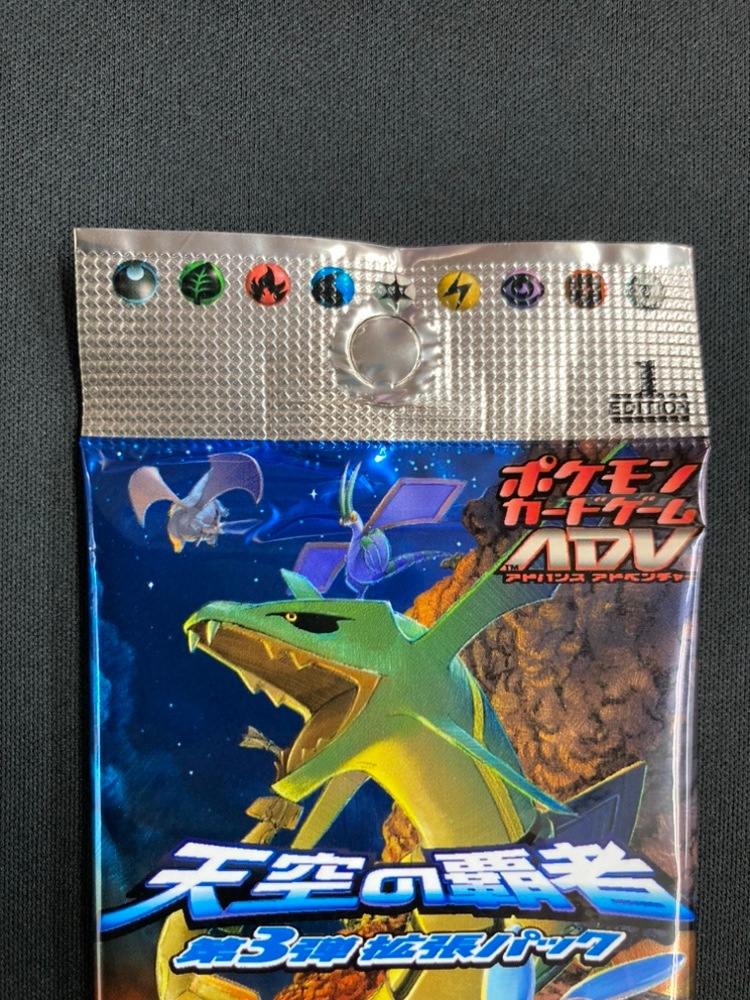 1
EDITION
ポケモン
カードゲーム
ADV
TM
アドバンス アドベンチャー
天空の覇者
第3弾 拡張パック